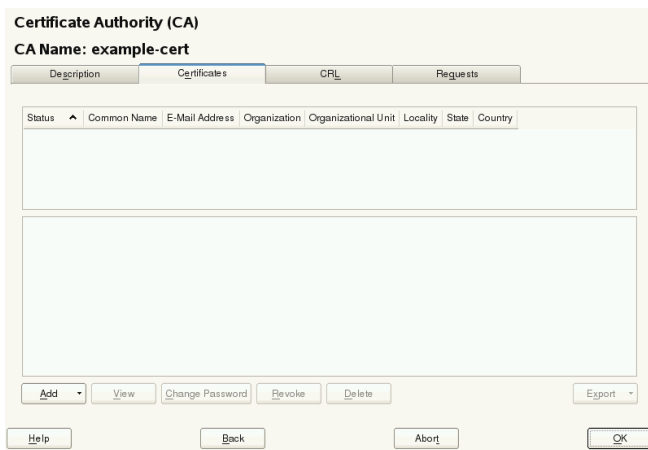 Certificate Authority (CA)
CA Name: example-cert
Description Certificates CRL Requests
Status Common Name E-Mail Address Organization Organizational Unit Locality State Country
Add View Change Password Revoke Delete Export
Help Back Abort OK